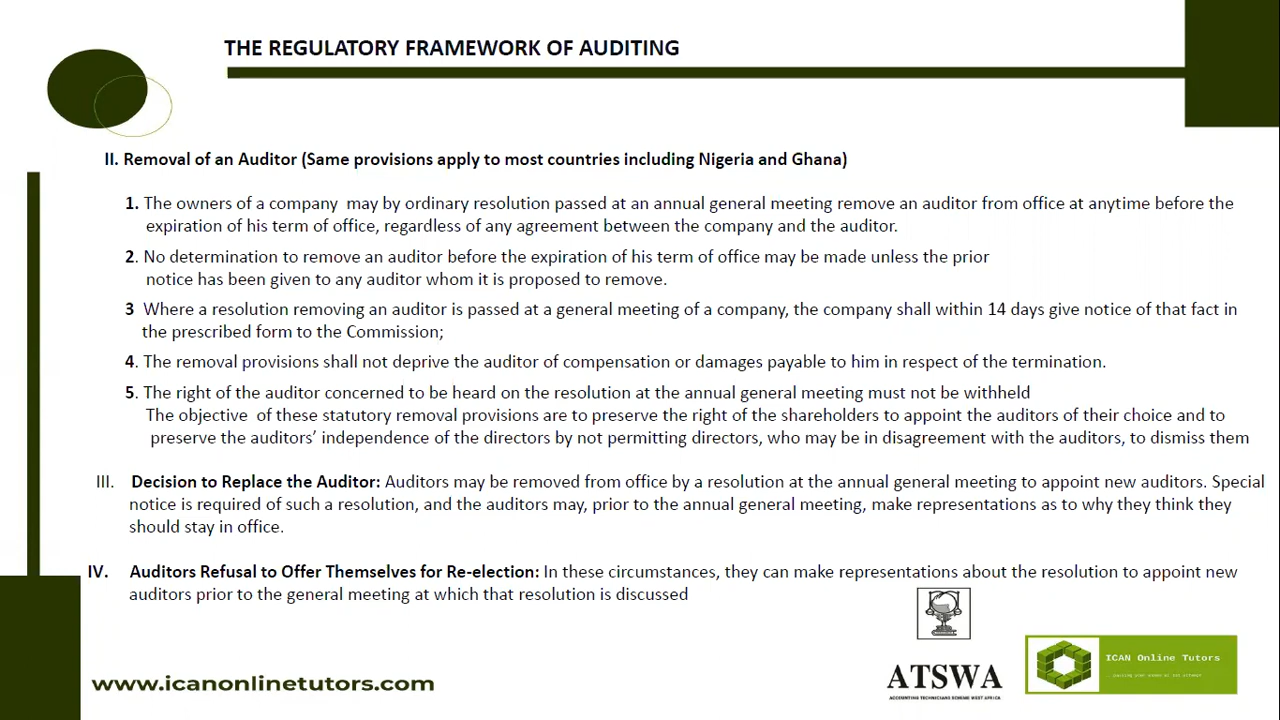 THE REGULATORY FRAMEWORK OF AUDITING
II. Removal of an Auditor (Same provisions apply to most countries including Nigeria and Ghana)
1. The owners of a company may by ordinary resolution passed at an annual general meeting remove an auditor from office at anytime before the
expiration of his term of office, regardless of any agreement between the company and the auditor.
2. No determination to remove an auditor before the expiration of his term of office may be made unless the prior
notice has been given to any auditor whom it is proposed to remove.
3 Where a resolution removing an auditor is passed at a general meeting of a company, the company shall within 14 days give notice of that fact in
the prescribed form to the Commission;
4. The removal provisions shall not deprive the auditor of compensation or damages payable to him in respect of the termination.
5. The right of the auditor concerned to be heard on the resolution at the annual general meeting must not be withheld
The objective of these statutory removal provisions are to preserve the right of the shareholders to appoint the auditors of their choice and to
preserve the auditors’ independence of the directors by not permitting directors, who may be in disagreement with the auditors, to dismiss them
III. Decision to Replace the Auditor: Auditors may be removed from office by a resolution at the annual general meeting to appoint new auditors. Special
notice is required of such a resolution, and the auditors may, prior to the annual general meeting, make representations as to why they think they
should stay in office.
IV. Auditors Refusal to Offer Themselves for Re-election: In these circumstances, they can make representations about the resolution to appoint new
auditors prior to the general meeting at which that resolution is discussed
www.icanonlinetutors.com
ATSWA
ACCOUNTING TECHNICIANS SCHEME WEST AFRICA
ICAN Online Tutors